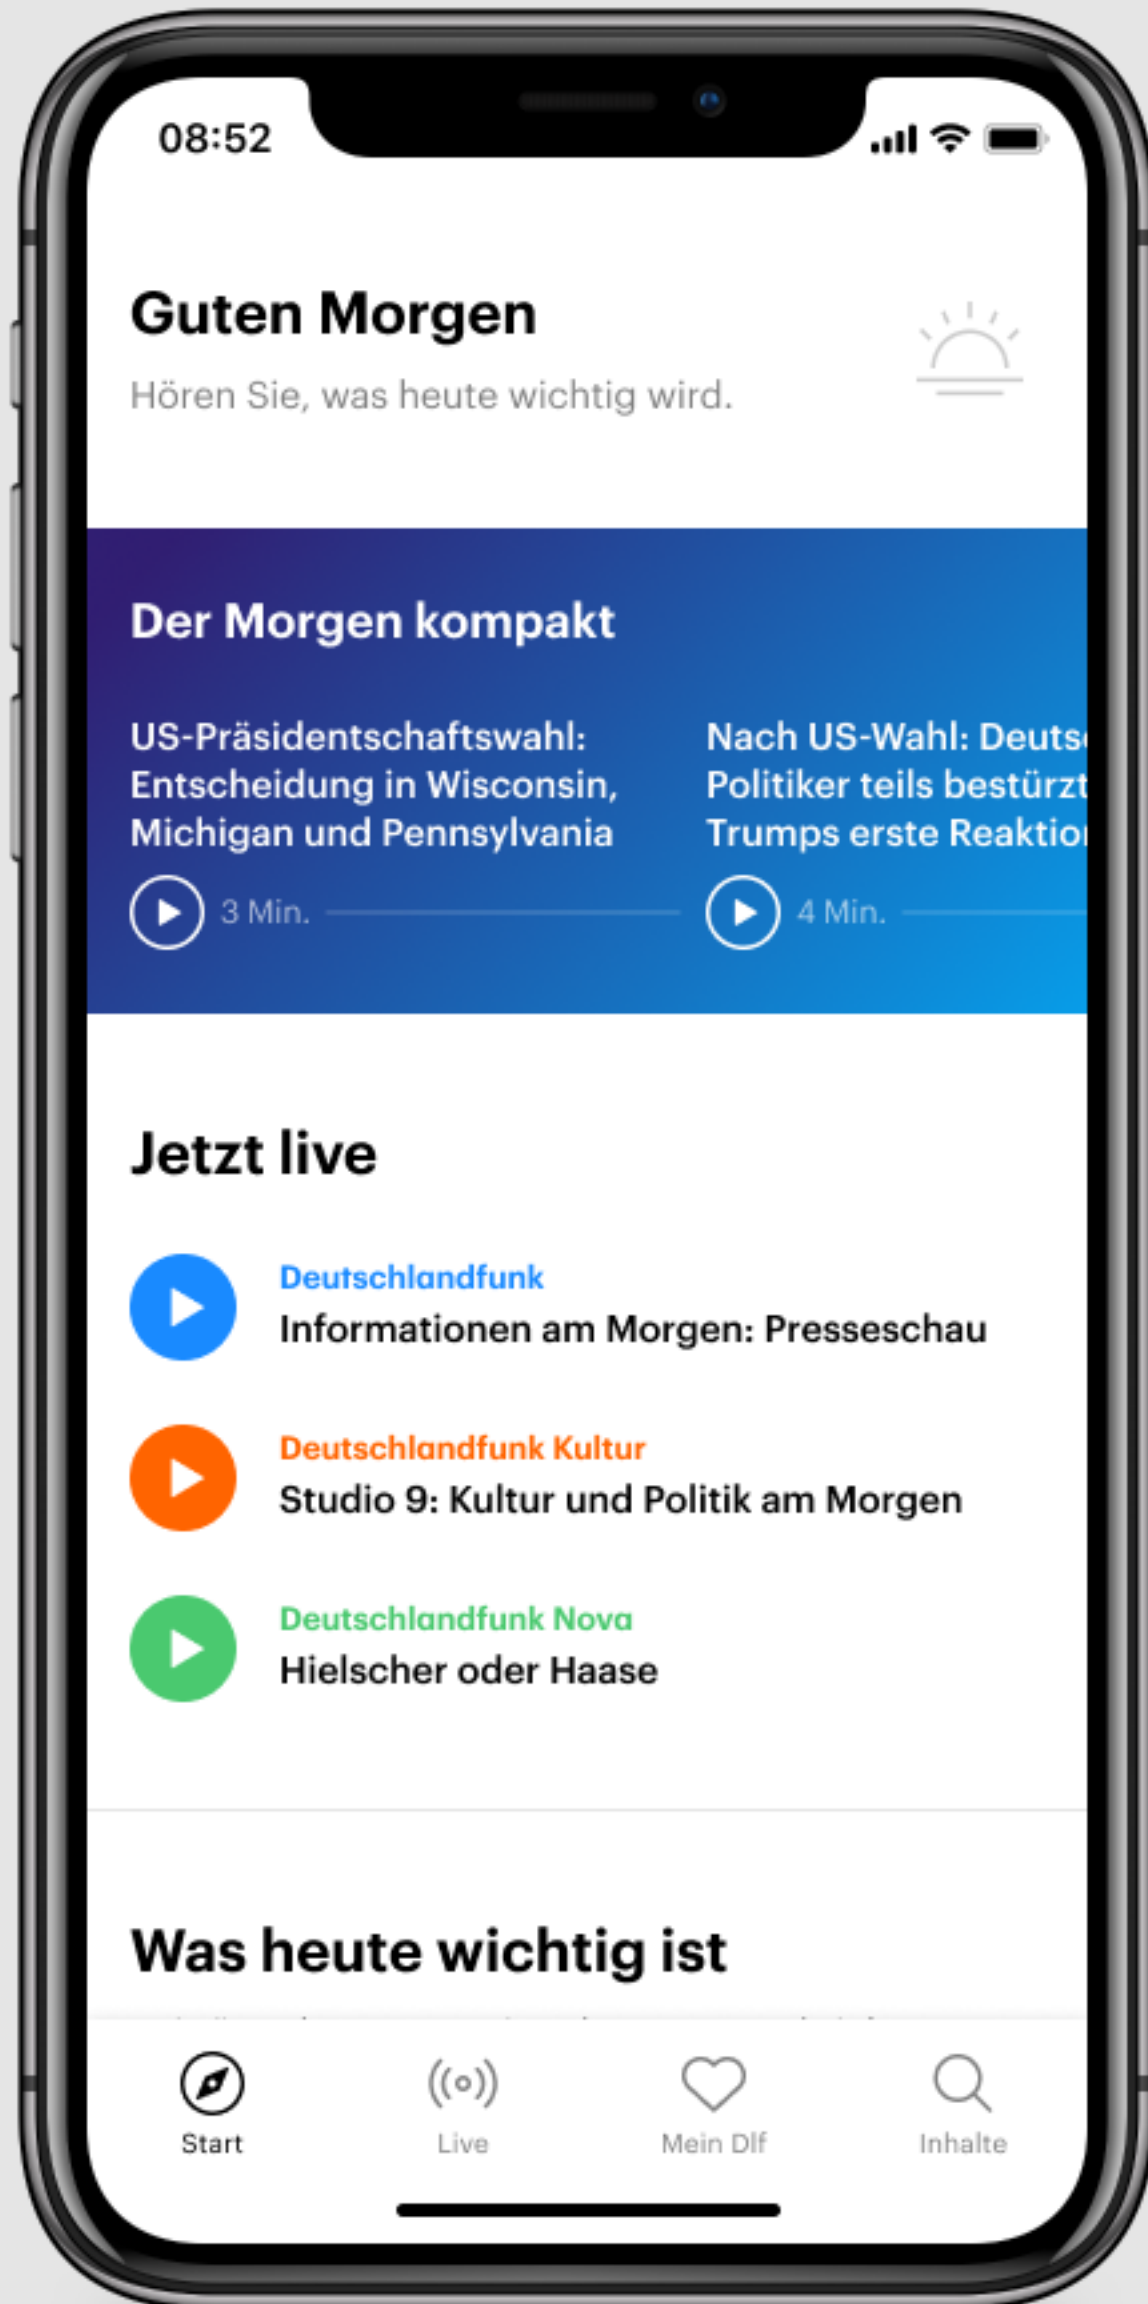 08:52
Guten Morgen
Hören Sie, was heute wichtig wird.
Der Morgen kompakt
US-Präsidentschaftswahl:
Entscheidung in Wisconsin,
Michigan und Pennsylvania
3 Min.
Nach US-Wahl:
Politiker teils bestürzt
Trumps erste
4 Min.
Jetzt live
Deutschlandfunk
Informationen am Morgen: Presseschau
Deutschlandfunk Kultur
Studio 9: Kultur und Politik am Morgen
Deutschlandfunk Nova
Hielscher oder Haase
Was heute wichtig ist
Start
Live
Mein Dlf
Inhalte